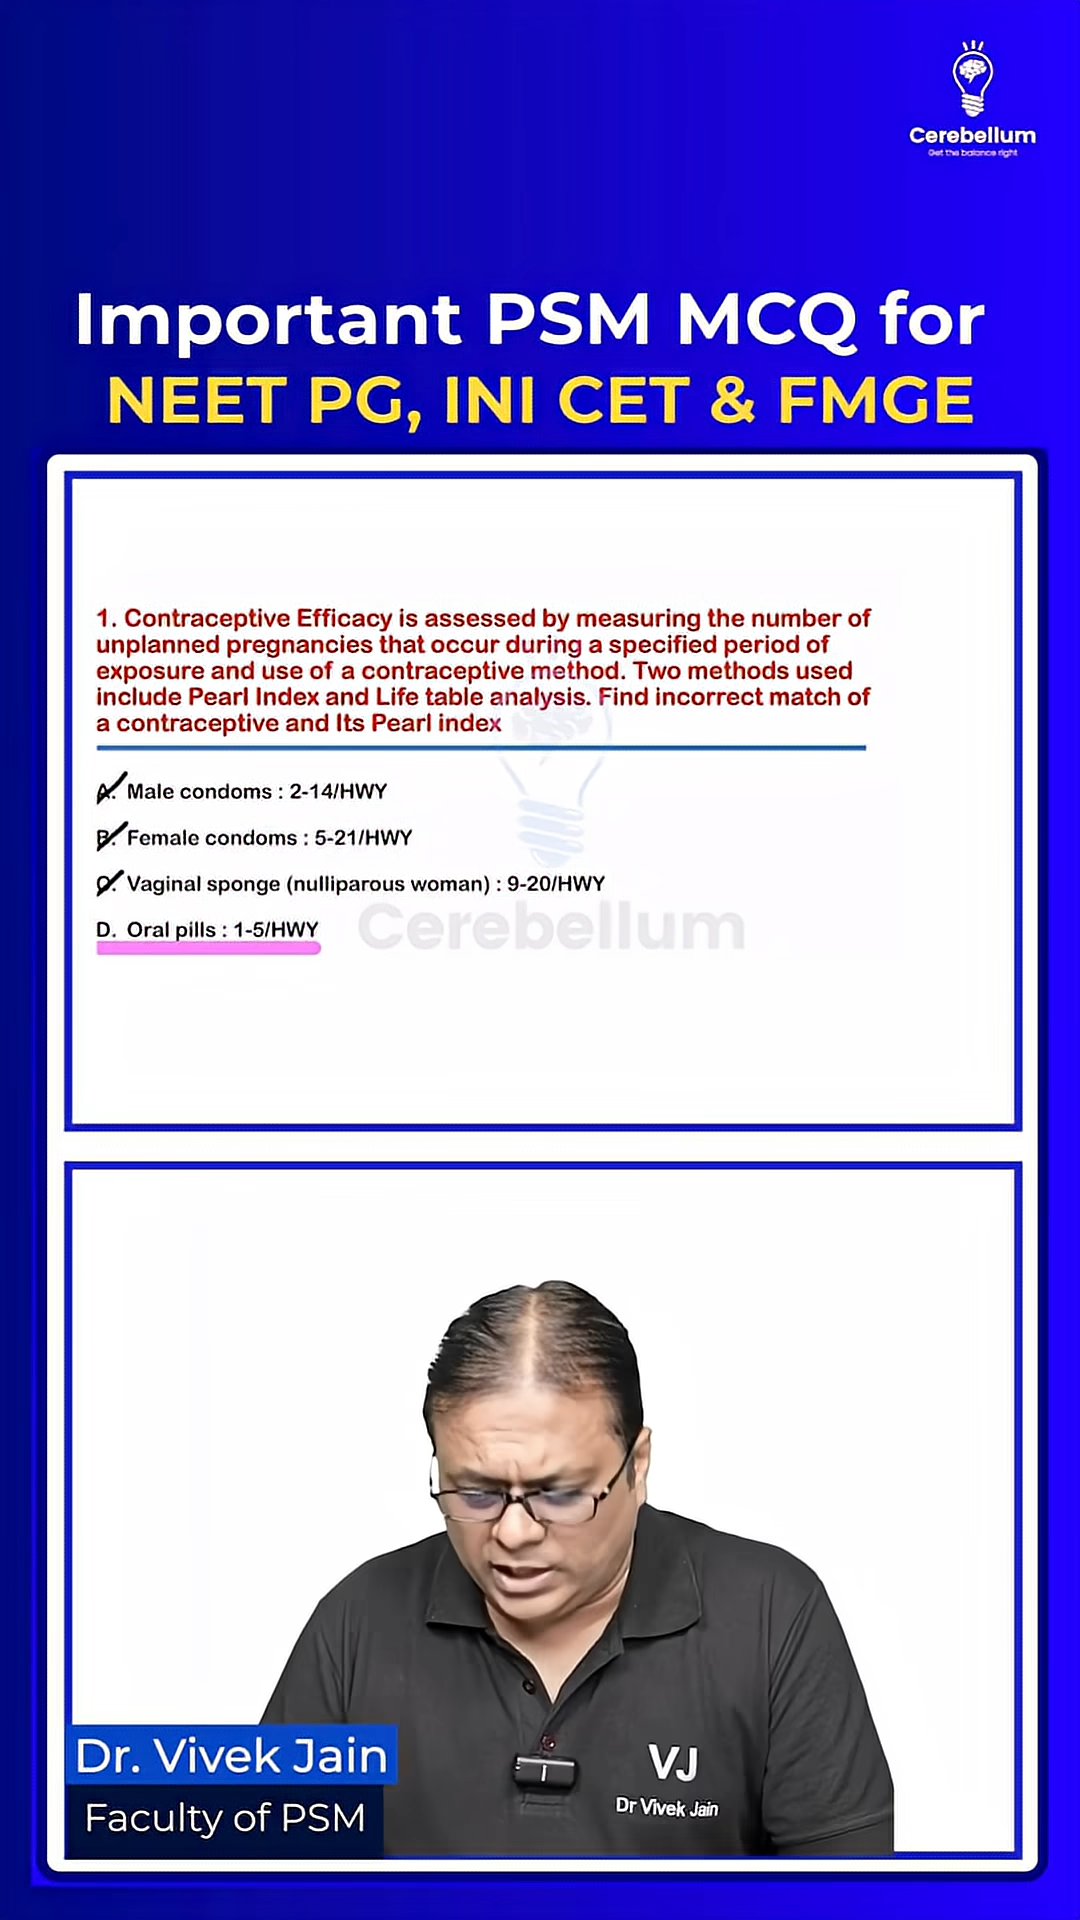 Cerebellum
Get the balance right
Important PSM MCQ for
NEET PG, INI CET & FMGE
1. Contraceptive Efficacy is assessed by measuring the number of
unplanned pregnancies that occur during a specified period of
exposure and use of a contraceptive method. Two methods used
include Pearl Index and Life table analysis. Find incorrect match of
a contraceptive and Its Pearl index
A. Male condoms : 2-14/HWY
B. Female condoms : 5-21/HWY
C. Vaginal sponge (nulliparous woman) : 9-20/HWY
D. Oral pills : 1-5/HWY
Cerebellum
VJ
Dr Vivek Jain
Dr. Vivek Jain
Faculty of PSM